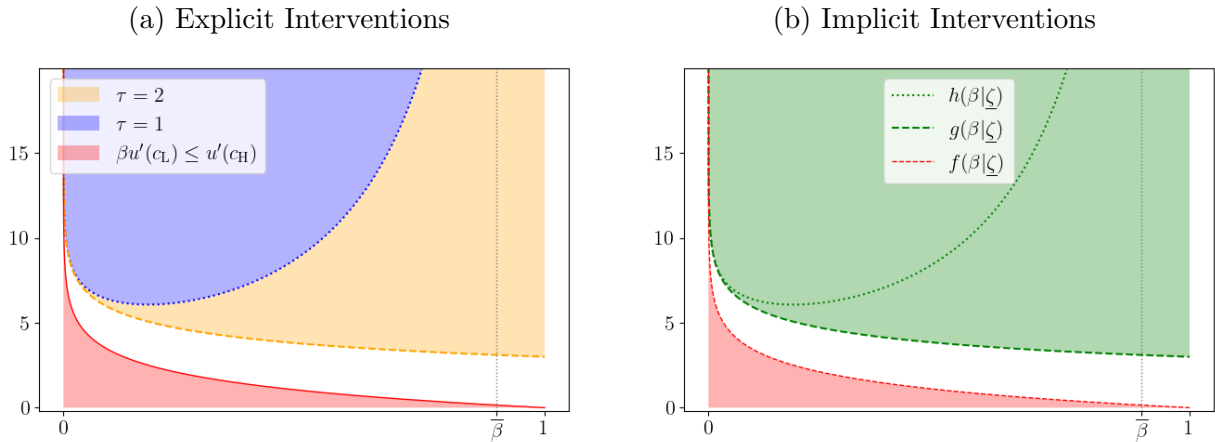 (a) Explicit Interventions
τ = 2
τ = 1
βu′(c_L) ≤ u′(c_H)
15
10
5
0
0
β̅
1
(b) Implicit Interventions
h(β|ζ̲)
g(β|ζ̲)
f(β|ζ̲)
15
10
5
0
0
β̅
1